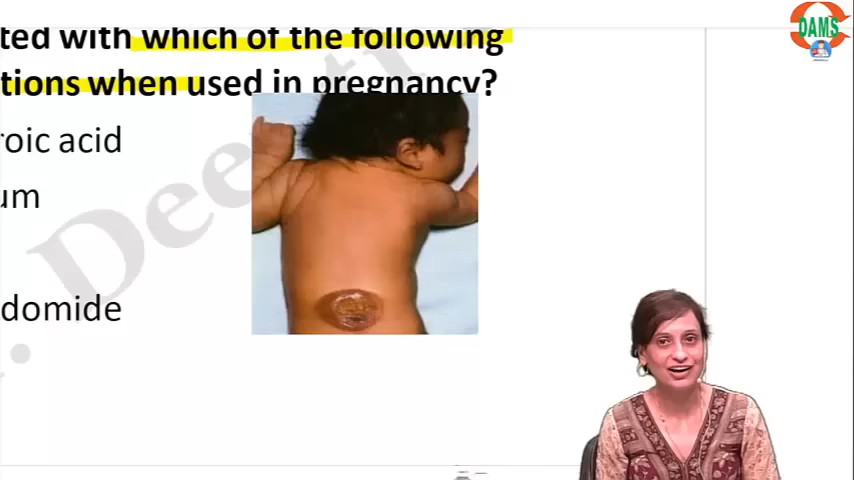 ted with which of the following
tions when used in pregnancy?
roic acid
um
domide
DAMS